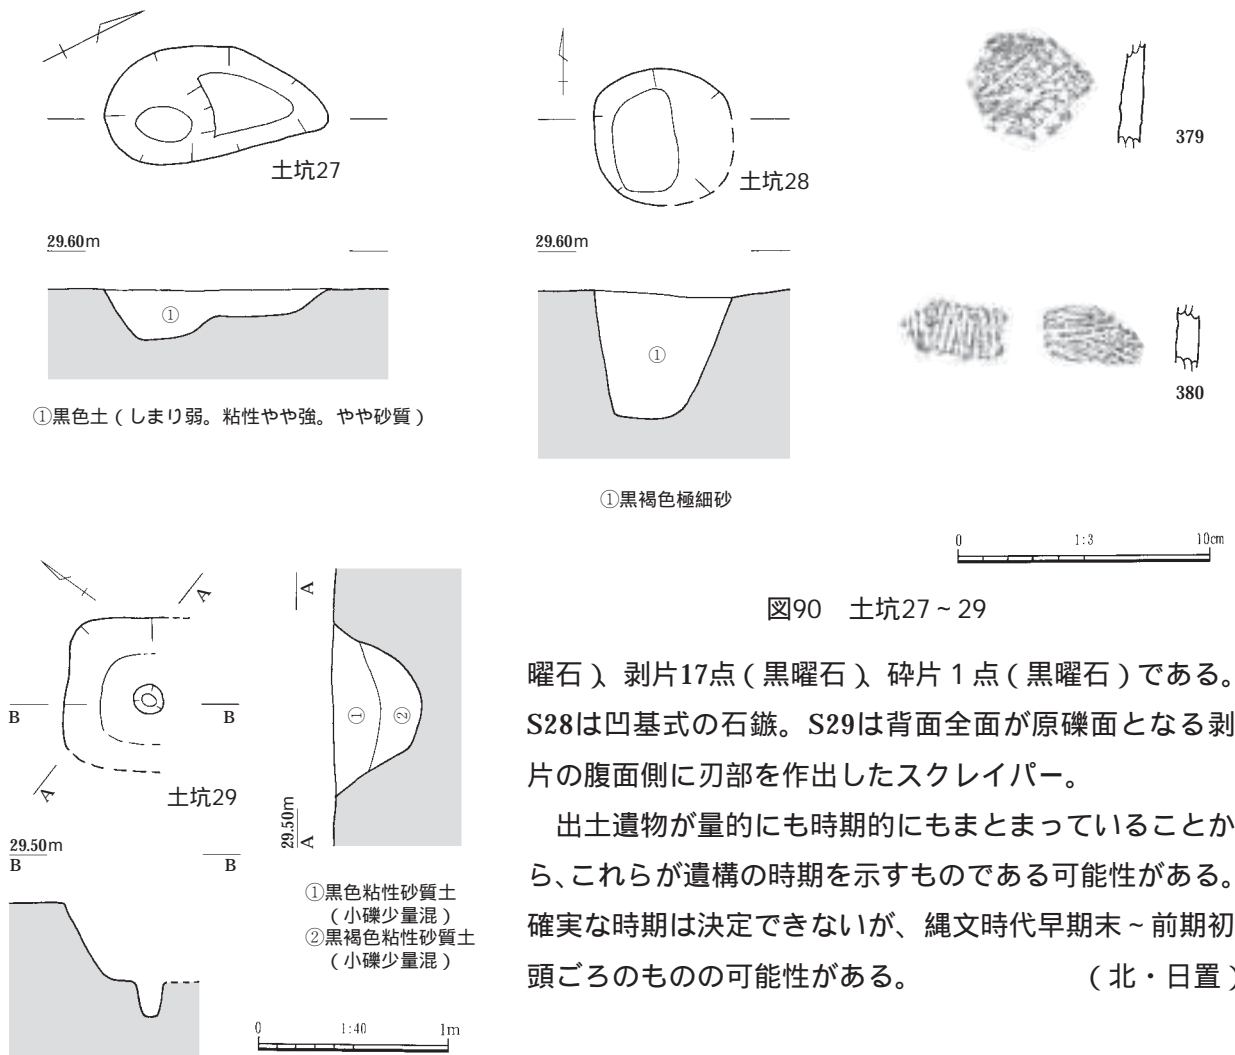 土坑27
29.60m
①
①黒色土（しまり弱。粘性やや強。やや砂質）
土坑28
29.60m
①
①黒褐色極細砂
379
380
0 1:3 10cm
A
B B
A
土坑29
29.50m
B B
A
① ②
29.50m
A
①黒色粘性砂質土
（小礫少量混）
②黒褐色粘性砂質土
（小礫少量混）
0 1:40 1m
図90 土坑27～29
曜石）、剥片17点（黒曜石）、砕片１点（黒曜石）である。
S28は凹基式の石鏃。S29は背面全面が原礫面となる剥
片の腹面側に刃部を作出したスクレイパー。
出土遺物が量的にも時期的にもまとまっていることか
ら、これらが遺構の時期を示すものである可能性がある。
確実な時期は決定できないが、縄文時代早期末～前期初
頭ごろのものの可能性がある。 （北・日置）